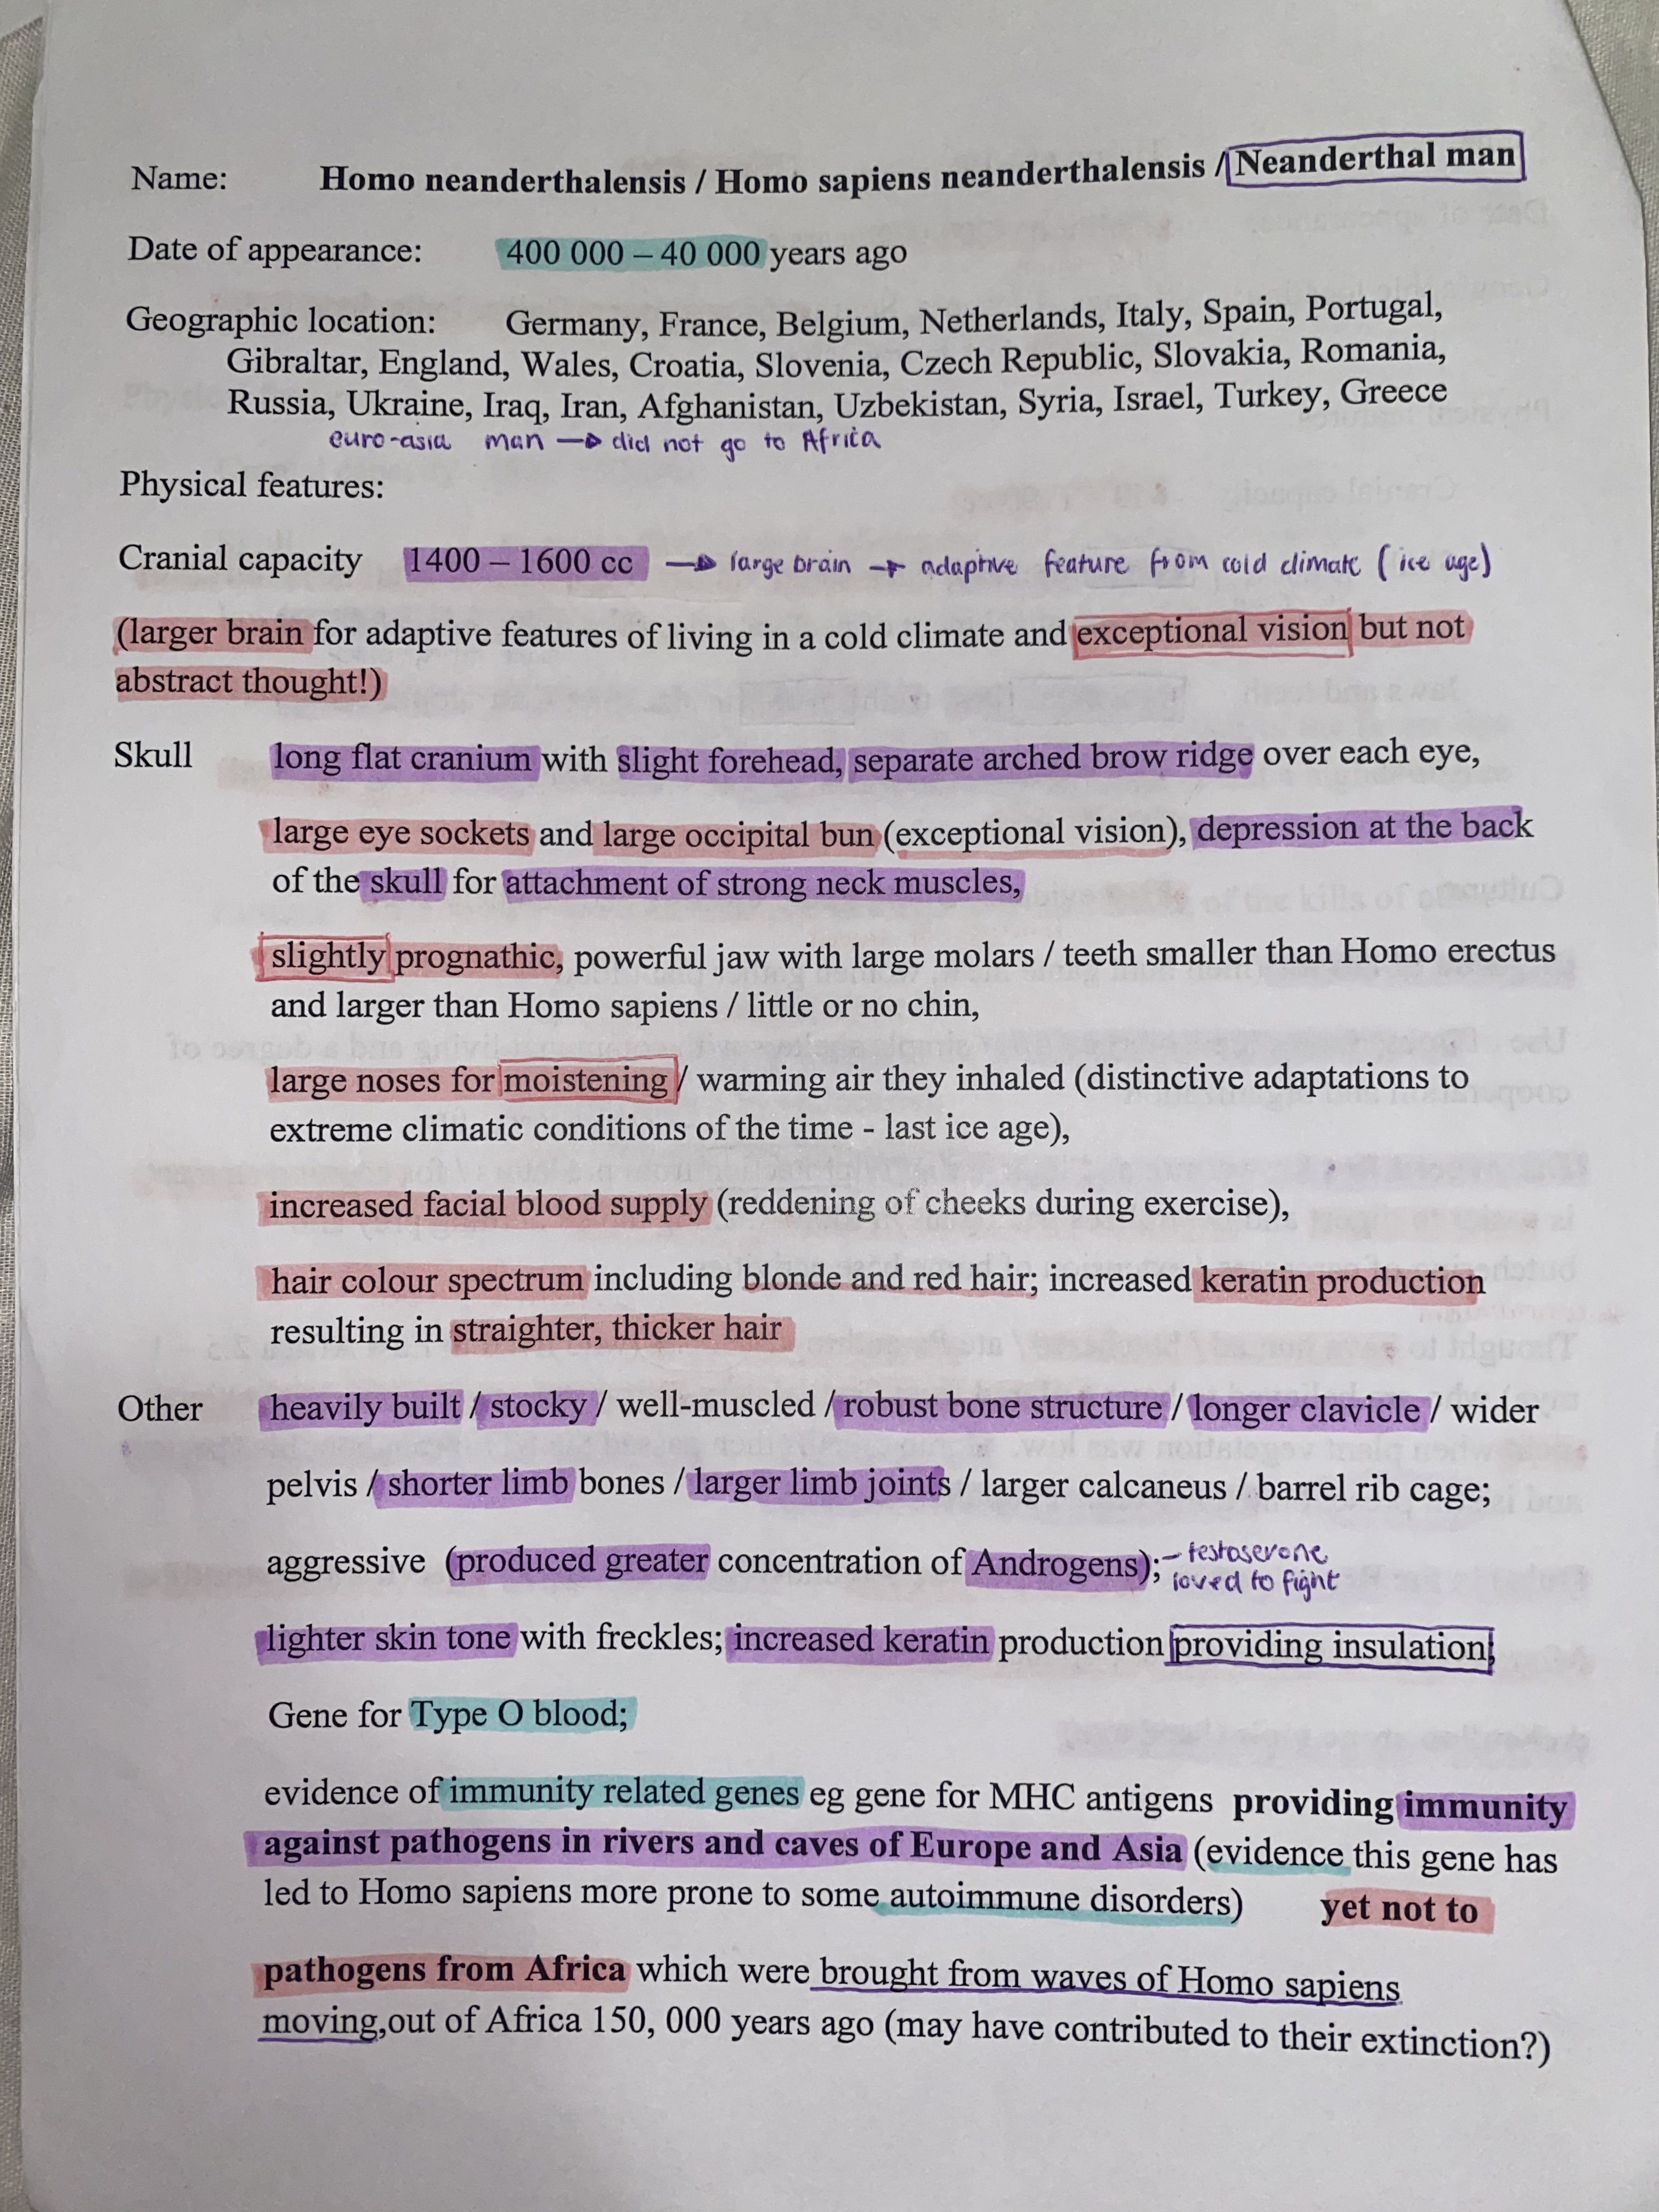 Name: Homo neanderthalensis / Homo sapiens neanderthalensis / Neanderthal man
Date of appearance: 400 000 – 40 000 years ago
Geographic location: Germany, France, Belgium, Netherlands, Italy, Spain, Portugal,
Gibraltar, England, Wales, Croatia, Slovenia, Czech Republic, Slovakia, Romania,
Russia, Ukraine, Iraq, Iran, Afghanistan, Uzbekistan, Syria, Israel, Turkey, Greece
euro-asia man → did not go to Africa
Physical features:
Cranial capacity 1400 – 1600 cc → large brain → adaptive feature from cold climate (ice age)
(larger brain for adaptive features of living in a cold climate and exceptional vision but not
abstract thought!)
Skull long flat cranium with slight forehead, separate arched brow ridge over each eye,
large eye sockets and large occipital bun (exceptional vision), depression at the back
of the skull for attachment of strong neck muscles,
slightly prognathic, powerful jaw with large molars / teeth smaller than Homo erectus
and larger than Homo sapiens / little or no chin,
large noses for moistening / warming air they inhaled (distinctive adaptations to
extreme climatic conditions of the time - last ice age),
increased facial blood supply (reddening of cheeks during exercise),
hair colour spectrum including blonde and red hair; increased keratin production
resulting in straighter, thicker hair
Other heavily built / stocky / well-muscled / robust bone structure / longer clavicle / wider
pelvis / shorter limb bones / larger limb joints / larger calcaneus / barrel rib cage;
aggressive (produced greater concentration of Androgens); - testaserone
loved to fight
lighter skin tone with freckles; increased keratin production providing insulation;
Gene for Type O blood;
evidence of immunity related genes eg gene for MHC antigens providing immunity
against pathogens in rivers and caves of Europe and Asia (evidence this gene has
led to Homo sapiens more prone to some autoimmune disorders) yet not to
pathogens from Africa which were brought from waves of Homo sapiens
moving,out of Africa 150, 000 years ago (may have contributed to their extinction?)